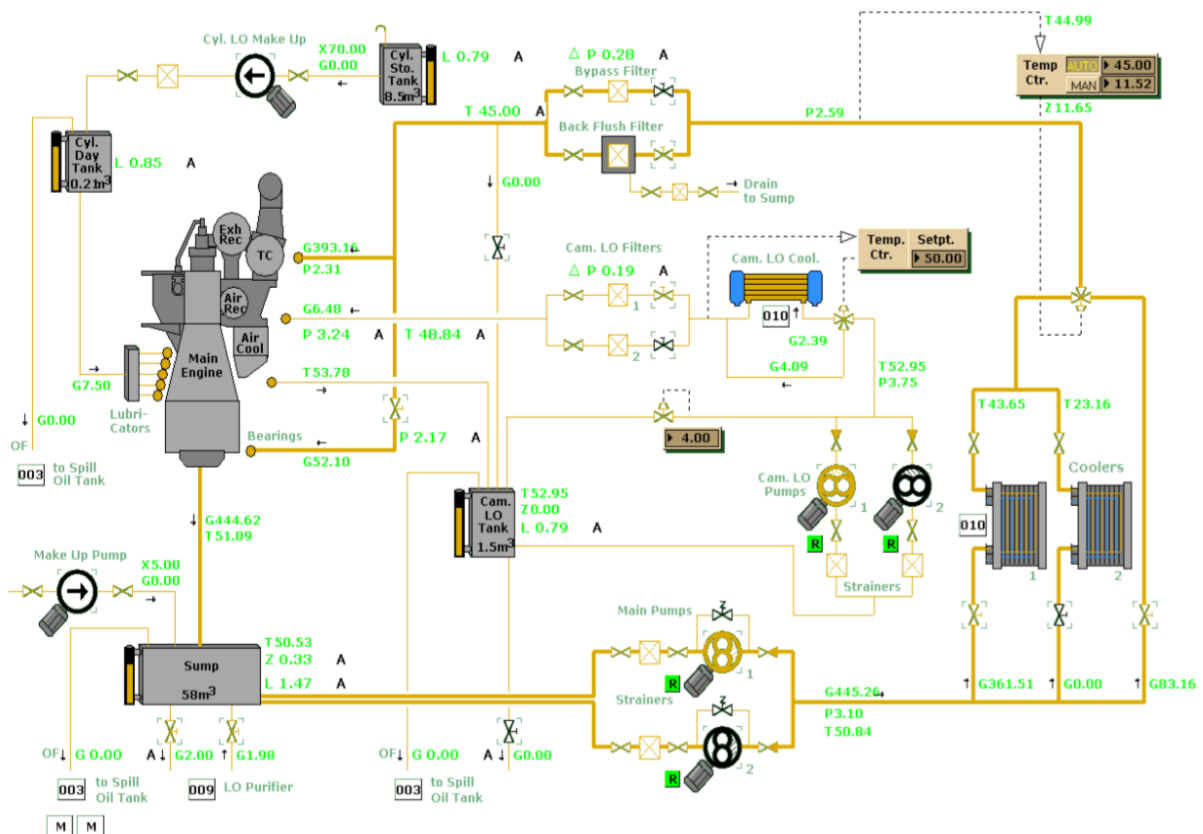 T 44.99
Cyl. LO Make Up
X70.00
G0.00
Cyl.
Sto.
Tank
8.5m3
L 0.79 A
Δ P 0.28 A
Bypass Filter
Temp
Ctr.
AUTO 45.00
MAN 11.52
T 45.00 A
P2.59
Z11.65
Back Flush Filter
Cyl.
Day
Tank
0.21m3
L 0.85 A
G0.00
Drain
to Sump
Exh
Rec
TC
G393.16
P2.31
Cam. LO Filters
Δ P 0.19 A
Cam. LO Cool.
Temp.
Ctr.
Setpt.
50.00
Air
Rec
G6.48
P 3.24 A
T 48.84 A
1
010
2
G2.39
G4.09
Air
Cool
Main
Engine
T52.95
P3.75
G7.50
T53.78
Lubri-
Cators
G0.00
4.00
T43.65
T23.16
OF
003
to Spill
Oil Tank
Bearings
P 2.17 A
G52.10
Cam. LO
Pumps
1
2
R
R
Coolers
Cam.
LO
Tank
1.5m3
T52.95
Z0.00
L 0.79 A
010
1
2
G444.62
T51.09
Make Up Pump
X5.00
G0.00
Strainers
Main Pumps
Z
1
R
Sump
58m3
T50.53
Z 0.33 A
L 1.47 A
Strainers
Z
2
R
G445.26
P3.10
T50.84
G361.51
G0.00
G83.16
OF
G 0.00
A
G2.00
G1.98
OF
G 0.00
A
G0.00
003
to Spill
Oil Tank
009
LO Purifier
003
to Spill
Oil Tank
M M